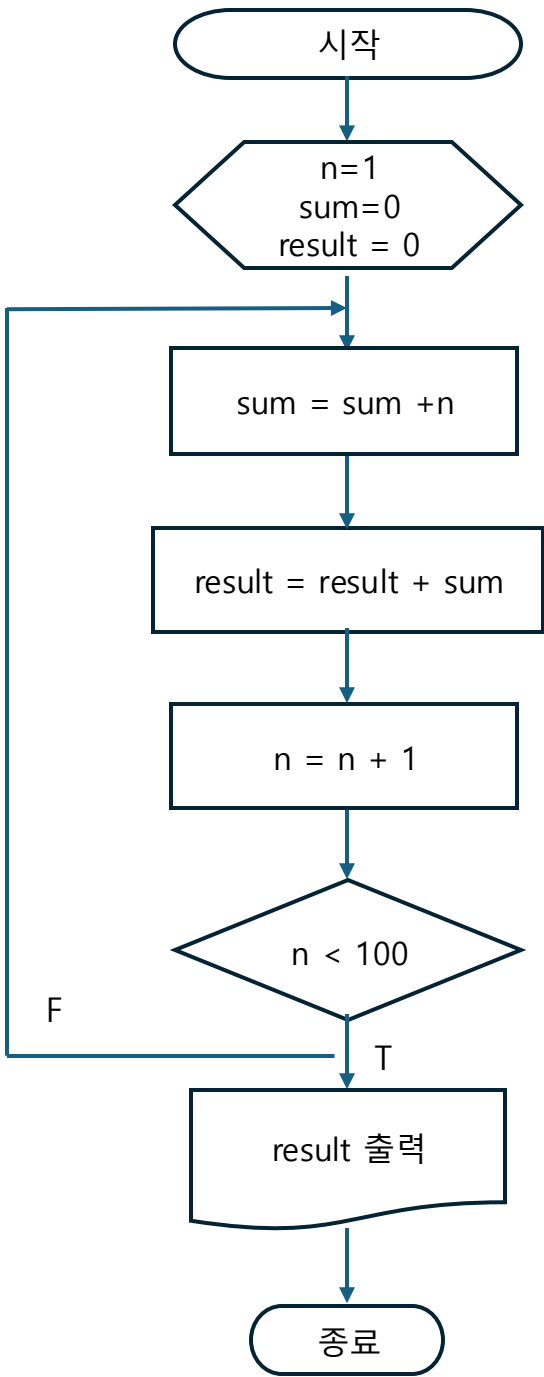 시작
n=1
sum=0
result = 0
sum = sum +n
result = result + sum
n = n + 1
n < 100
F
T
result 출력
종료